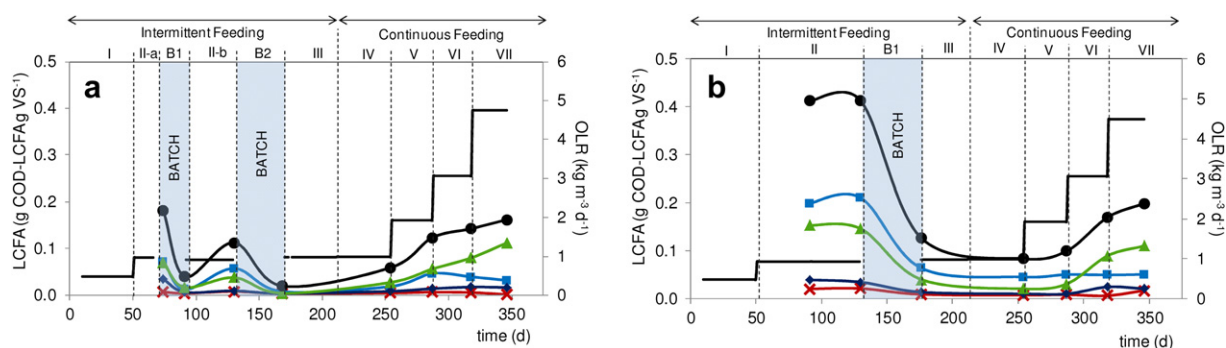 Intermittent Feeding Continuous Feeding
I II-a B1 II-b B2 III IV V VI VII
a
BATCH
BATCH
LCFA (g COD-LCFAg VS⁻¹)
0.5
0.4
0.3
0.2
0.1
0.0
OLR (kg m⁻³ d⁻¹)
6
5
4
3
2
1
0
0 50 100 150 200 250 300 350
time (d)
Intermittent Feeding Continuous Feeding
I II B1 III IV V VI VII
b
BATCH
LCFA (g COD-LCFAg VS⁻¹)
0.5
0.4
0.3
0.2
0.1
0.0
OLR (kg m⁻³ d⁻¹)
6
5
4
3
2
1
0
0 50 100 150 200 250 300 350
time (d)